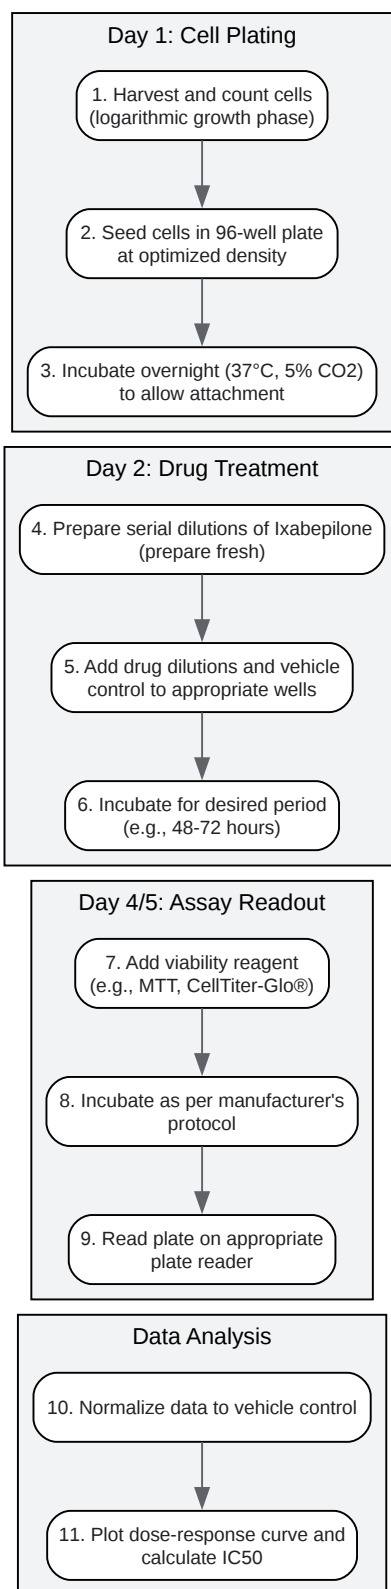 Day 1: Cell Plating
1. Harvest and count cells
(logarithmic growth phase)
2. Seed cells in 96-well plate
at optimized density
3. Incubate overnight (37°C, 5% CO2)
to allow attachment
Day 2: Drug Treatment
4. Prepare serial dilutions of Ixabepilone
(prepare fresh)
5. Add drug dilutions and vehicle
control to appropriate wells
6. Incubate for desired period
(e.g., 48-72 hours)
Day 4/5: Assay Readout
7. Add viability reagent
(e.g., MTT, CellTiter-Glo®)
8. Incubate as per manufacturer's
protocol
9. Read plate on appropriate
plate reader
Data Analysis
10. Normalize data to vehicle control
11. Plot dose-response curve and
calculate IC50